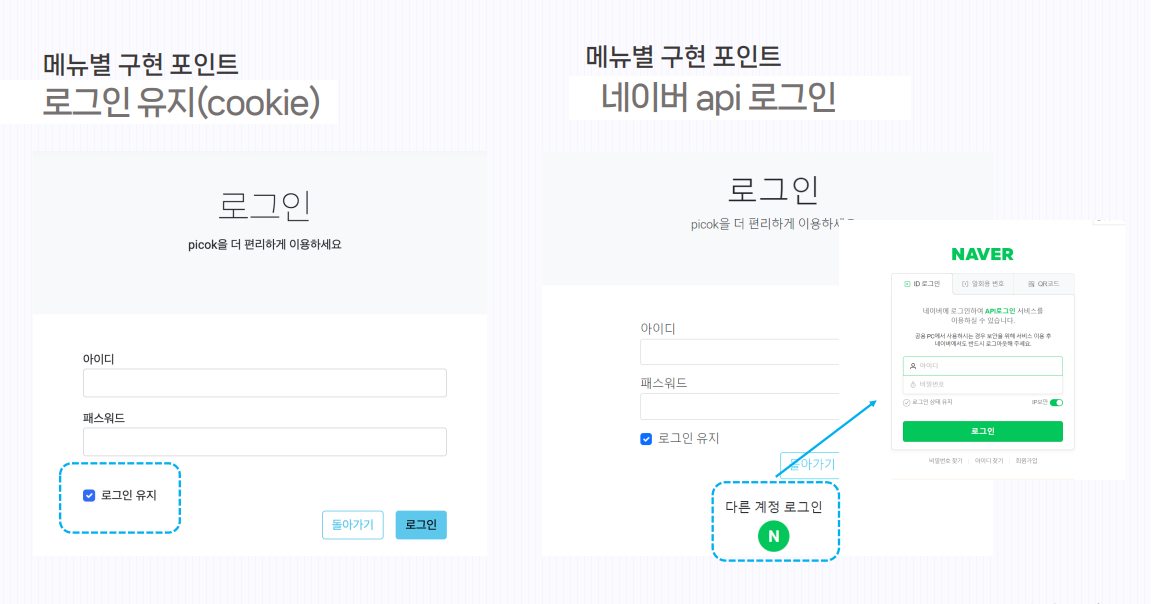 메뉴별 구현 포인트
로그인 유지(cookie)
로그인
picok을 더 편리하게 이용하세요
아이디
패스워드
로그인 유지
돌아가기
로그인
메뉴별 구현 포인트
네이버 api 로그인
로그인
picok을 더 편리하게 이용하세요
아이디
패스워드
로그인 유지
돌아가기
다른 계정 로그인
N
NAVER
ID 로그인
일회용 번호
QR코드
네이버에 로그인하여 API로그인 서비스를
이용하실 수 있습니다.
공용 PC에서 사용하시는 경우 보안을 위해 서비스 이용 후
네이버에서도 반드시 로그아웃해 주세요.
아이디
비밀번호
로그인 상태 유지
IP보안
로그인
비밀번호 찾기
아이디 찾기
회원가입